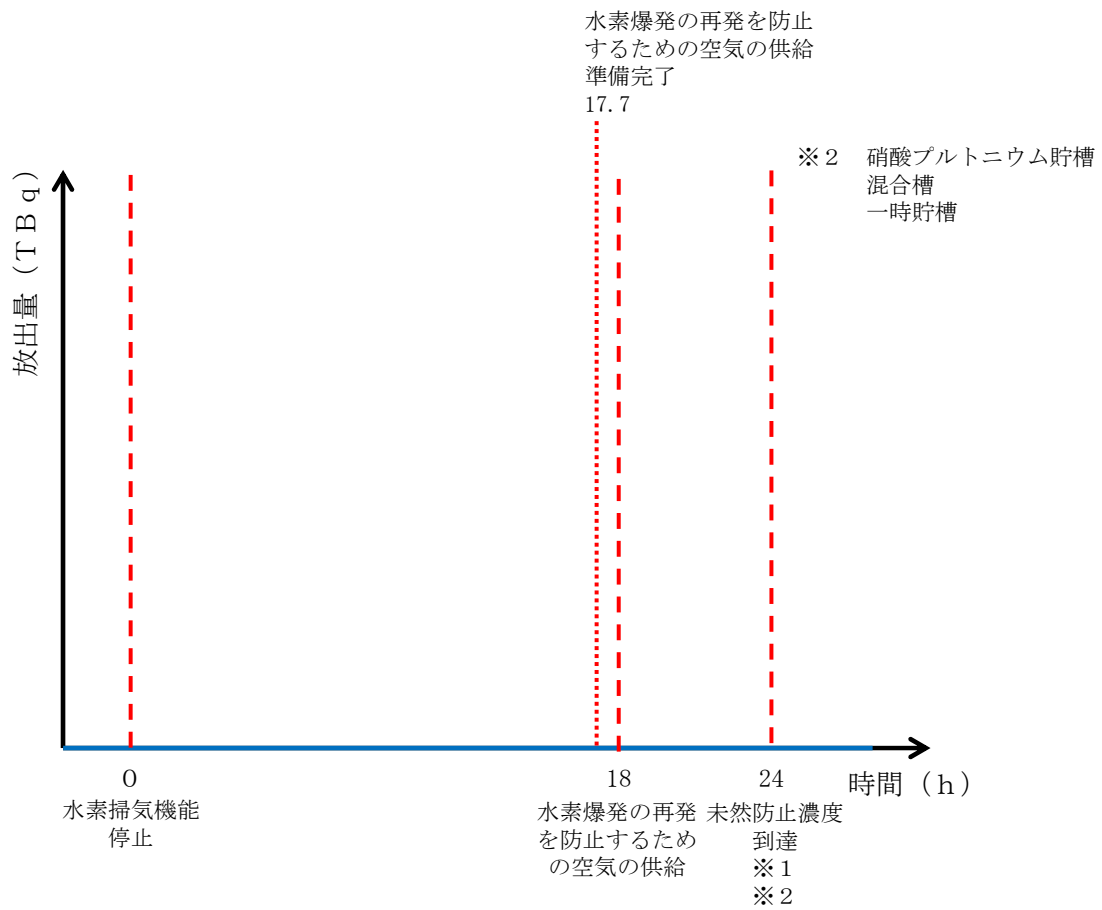 水素爆発の再発を防止
するための空気の供給
準備完了
17.7
※２ 硝酸プルトニウム貯槽
混合槽
一時貯槽
放出量（ＴＢｑ）
0
18
24
時間（ｈ）
水素掃気機能
停止
水素爆発の再発
を防止するため
の空気の供給
未然防止濃度
到達
※１
※２